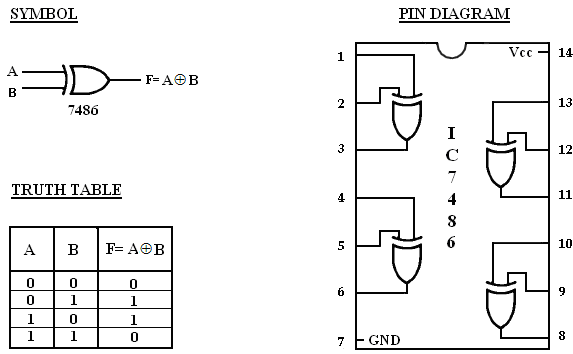 SYMBOL
A
B
F= A⊕B
7486
TRUTH TABLE
A B F= A⊕B
0 0 0
0 1 1
1 0 1
1 1 0
PIN DIAGRAM
1
2
3
4
5
6
7
GND
Vcc
14
13
12
11
10
9
8
I
C
7
4
8
6